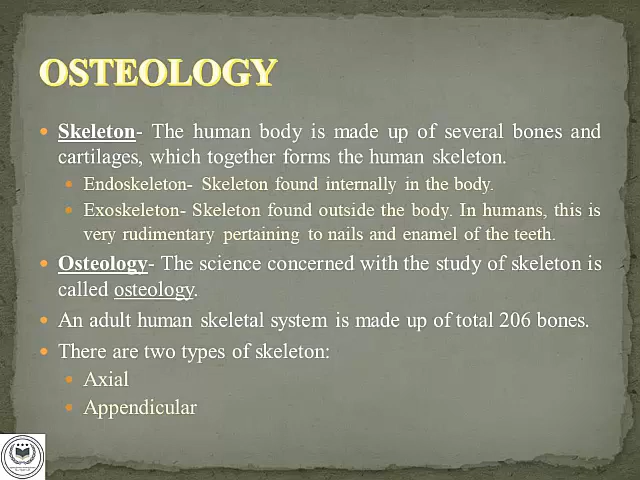 OSTEOLOGY
• Skeleton- The human body is made up of several bones and
cartilages, which together forms the human skeleton.
• Endoskeleton- Skeleton found internally in the body.
• Exoskeleton- Skeleton found outside the body. In humans, this is
very rudimentary pertaining to nails and enamel of the teeth.
• Osteology- The science concerned with the study of skeleton is
called osteology.
• An adult human skeletal system is made up of total 206 bones.
• There are two types of skeleton:
• Axial
• Appendicular